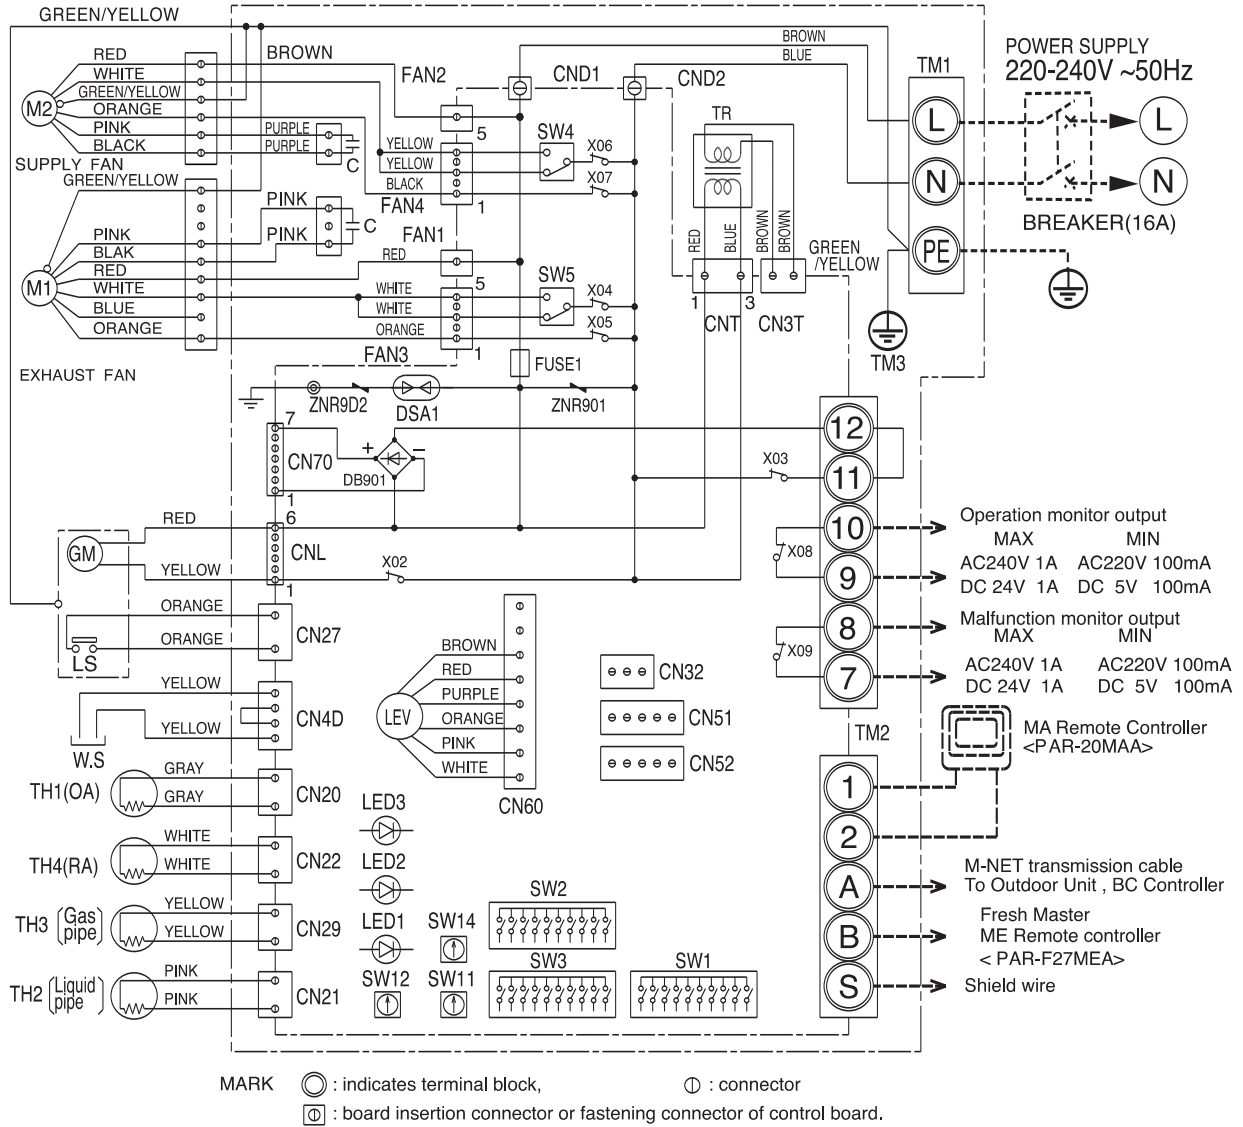 GREEN/YELLOW
RED
WHITE
GREEN/YELLOW
ORANGE
PINK
BLACK
M2
SUPPLY FAN
BROWN
PURPLE
PURPLE
C
FAN2
5
YELLOW
YELLOW
BLACK
1
FAN4
CND1
CND2
SW4
X06
X07
BROWN
BLUE
TR
TM1
L
N
PE
POWER SUPPLY
220-240V ~50Hz
L
N
BREAKER(16A)
GREEN/YELLOW
PINK
BLAK
RED
WHITE
BLUE
ORANGE
M1
EXHAUST FAN
PINK
PINK
C
FAN1
RED
5
WHITE
WHITE
ORANGE
1
FAN3
SW5
X04
X05
RED
BLUE
BROWN
BROWN
GREEN
/YELLOW
1
3
CNT
CN3T
TM3
FUSE1
ZNR9D2
DSA1
ZNR901
7
CN70
1
+
−
DB901
X03
12
11
10
9
8
7
X08
X09
TM2
Operation monitor output
MAX MIN
AC240V 1A AC220V 100mA
DC 24V 1A DC 5V 100mA
Malfunction monitor output
MAX MIN
AC240V 1A AC220V 100mA
DC 24V 1A DC 5V 100mA
RED
6
CNL
1
GM
YELLOW
X02
ORANGE
ORANGE
CN27
LS
YELLOW
YELLOW
CN4D
W.S
BROWN
RED
PURPLE
ORANGE
PINK
WHITE
LEV
CN60
CN32
CN51
CN52
1
2
A
B
S
MA Remote Controller
<PAR-20MAA>
M-NET transmission cable
To Outdoor Unit , BC Controller
Fresh Master
ME Remote controller
< PAR-F27MEA>
Shield wire
TH1(OA)
GRAY
GRAY
CN20
TH4(RA)
WHITE
WHITE
CN22
TH3 (Gas
pipe)
YELLOW
YELLOW
CN29
TH2 (Liquid
pipe)
PINK
PINK
CN21
LED3
LED2
LED1
SW14
SW12
SW11
SW2
SW3
SW1
MARK : indicates terminal block, : connector
: board insertion connector or fastening connector of control board.